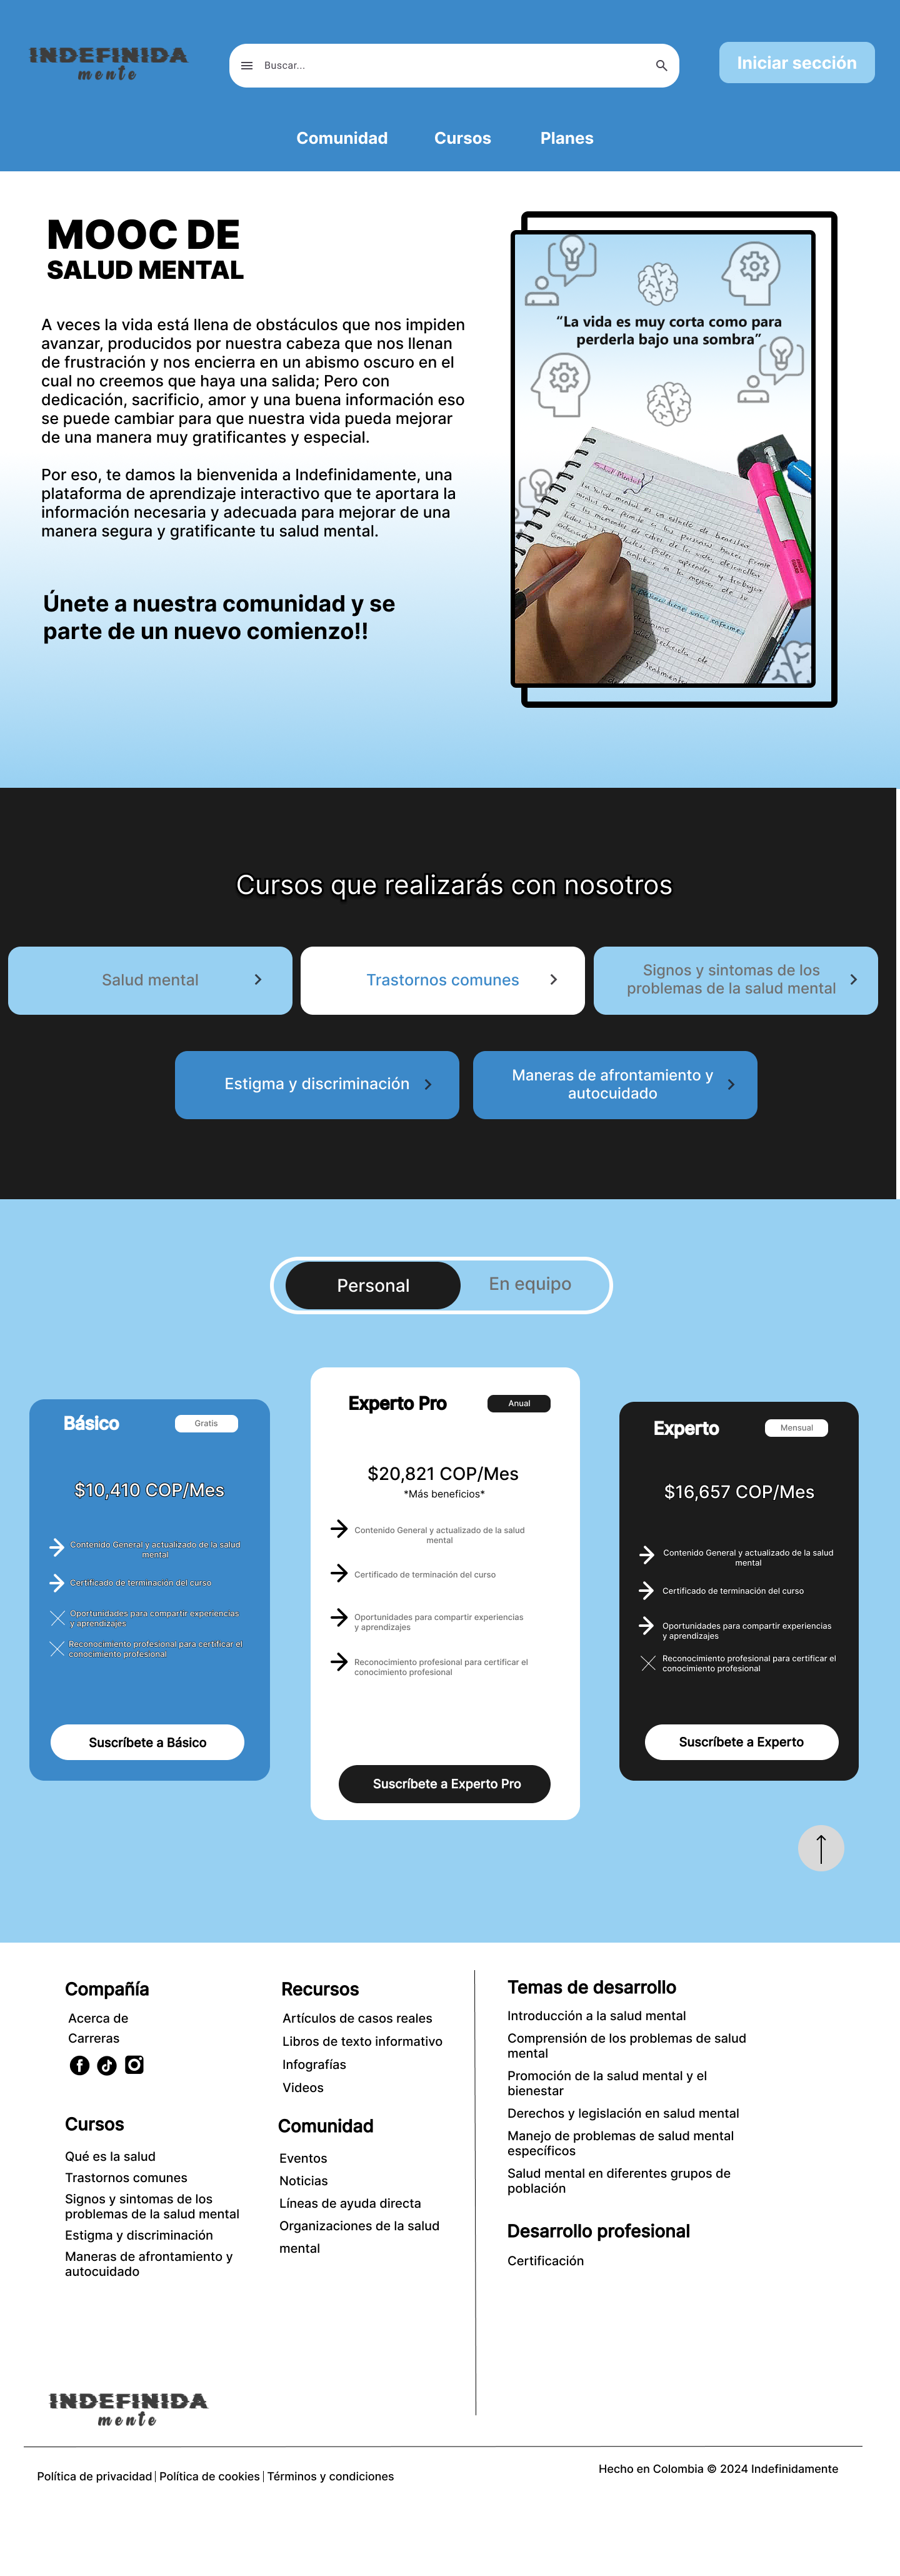 INDEFINIDA
mente
Buscar...
Iniciar sección
Comunidad
Cursos
Planes
MOOC DE
SALUD MENTAL
A veces la vida está llena de obstáculos que nos impiden
avanzar, producidos por nuestra cabeza que nos llenan
de frustración y nos encierra en un abismo oscuro en el
cual no creemos que haya una salida; Pero con
dedicación, sacrificio, amor y una buena información eso
se puede cambiar para que nuestra vida pueda mejorar
de una manera muy gratificantes y especial.
Por eso, te damos la bienvenida a Indefinidamente, una
plataforma de aprendizaje interactivo que te aportara la
información necesaria y adecuada para mejorar de una
manera segura y gratificante tu salud mental.
Únete a nuestra comunidad y se
parte de un nuevo comienzo!!
“La vida es muy corta como para
perderla bajo una sombra”
Salud Mental
Cursos que realizarás con nosotros
Salud mental
Trastornos comunes
Signos y sintomas de los
problemas de la salud mental
Estigma y discriminación
Maneras de afrontamiento y
autocuidado
Personal
En equipo
Básico
Gratis
$10,410 COP/Mes
Contenido General y actualizado de la salud
mental
Certificado de terminación del curso
Oportunidades para compartir experiencias
y aprendizajes
Reconocimiento profesional para certificar el
conocimiento profesional
Suscríbete a Básico
Experto Pro
Anual
$20,821 COP/Mes
*Más beneficios*
Contenido General y actualizado de la salud
mental
Certificado de terminación del curso
Oportunidades para compartir experiencias
y aprendizajes
Reconocimiento profesional para certificar el
conocimiento profesional
Suscríbete a Experto Pro
Experto
Mensual
$16,657 COP/Mes
Contenido General y actualizado de la salud
mental
Certificado de terminación del curso
Oportunidades para compartir experiencias
y aprendizajes
Reconocimiento profesional para certificar el
conocimiento profesional
Suscríbete a Experto
Compañía
Acerca de
Carreras
Cursos
Qué es la salud
Trastornos comunes
Signos y sintomas de los
problemas de la salud mental
Estigma y discriminación
Maneras de afrontamiento y
autocuidado
Recursos
Artículos de casos reales
Libros de texto informativo
Infografías
Videos
Comunidad
Eventos
Noticias
Líneas de ayuda directa
Organizaciones de la salud
mental
Temas de desarrollo
Introducción a la salud mental
Comprensión de los problemas de salud
mental
Promoción de la salud mental y el
bienestar
Derechos y legislación en salud mental
Manejo de problemas de salud mental
específicos
Salud mental en diferentes grupos de
población
Desarrollo profesional
Certificación
INDEFINIDA
mente
Política de privacidad| Política de cookies| Términos y condiciones
Hecho en Colombia © 2024 Indefinidamente